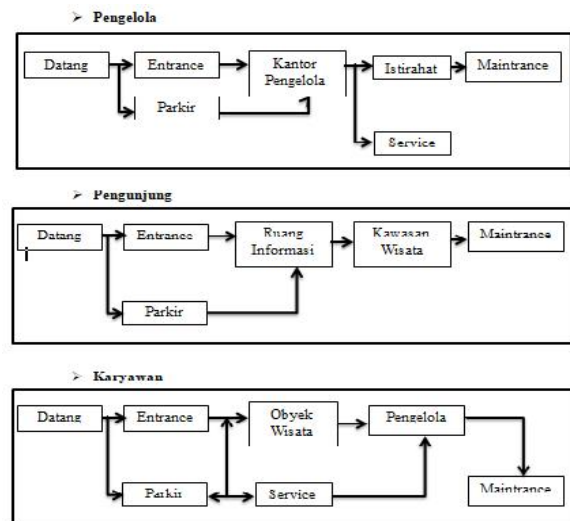 ➢ Pengelola
Datang
Entrance
Kantor
Pengelola
Istirahat
Maintrance
Parkir
Service
➢ Pengunjung
Datang
Entrance
Ruang
Informasi
Kawasan
Wisata
Maintrance
Parkir
➢ Karyawan
Datang
Entrance
Obyek
Wisata
Pengelola
Parkir
Service
Maintrance